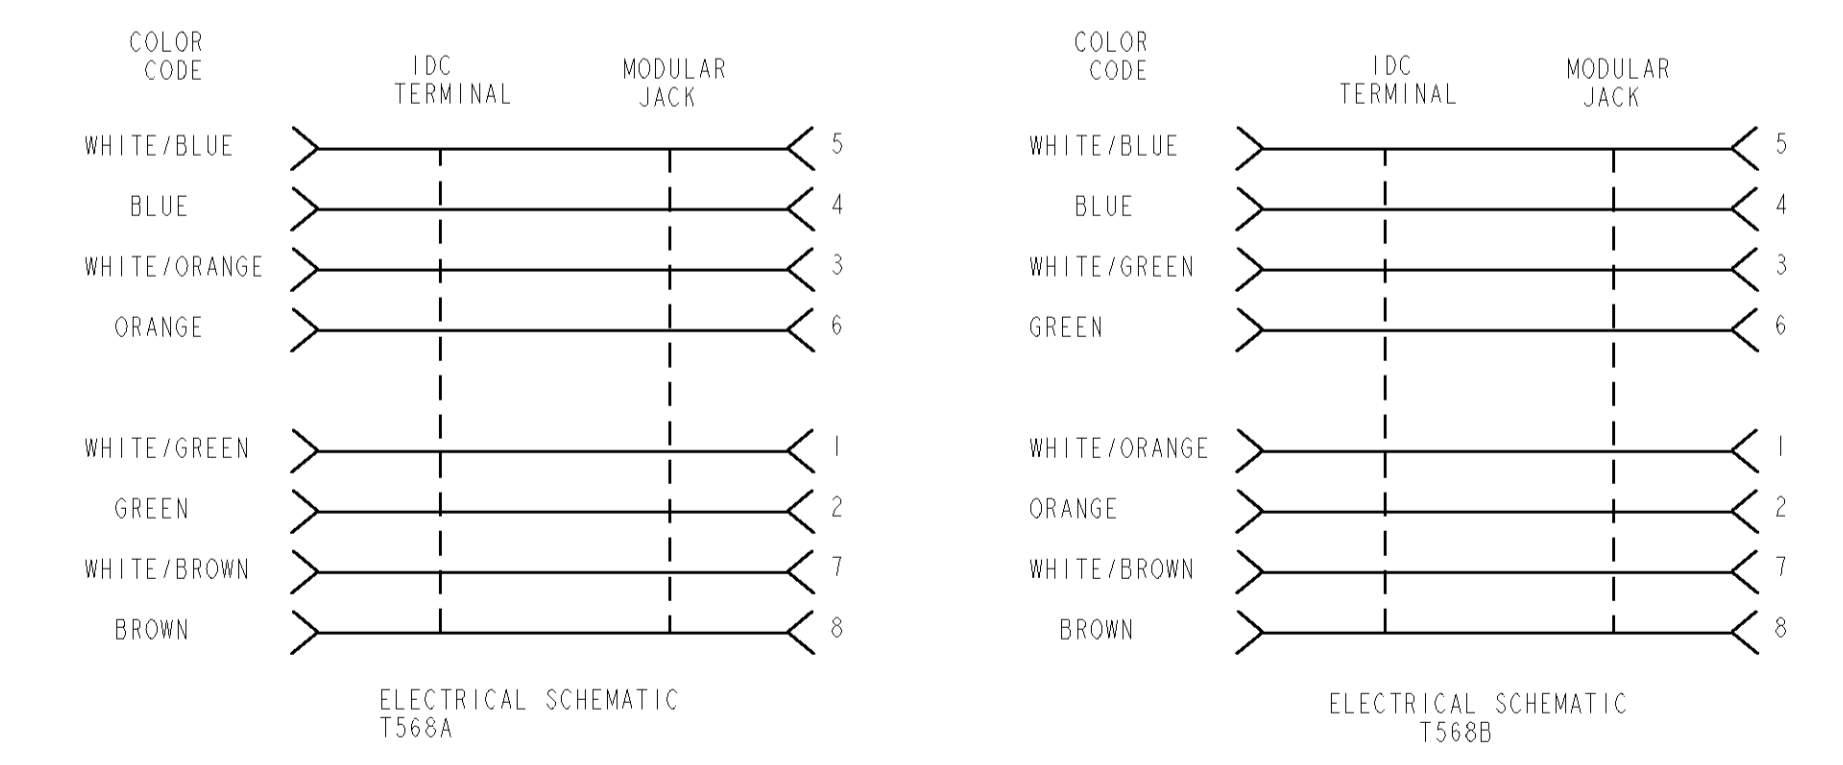 COLOR
CODE
IDC
TERMINAL
MODULAR
JACK
WHITE/BLUE 5
BLUE 4
WHITE/ORANGE 3
ORANGE 6
WHITE/GREEN 1
GREEN 2
WHITE/BROWN 7
BROWN 8
ELECTRICAL SCHEMATIC
T568A
COLOR
CODE
IDC
TERMINAL
MODULAR
JACK
WHITE/BLUE 5
BLUE 4
WHITE/GREEN 3
GREEN 6
WHITE/ORANGE 1
ORANGE 2
WHITE/BROWN 7
BROWN 8
ELECTRICAL SCHEMATIC
T568B